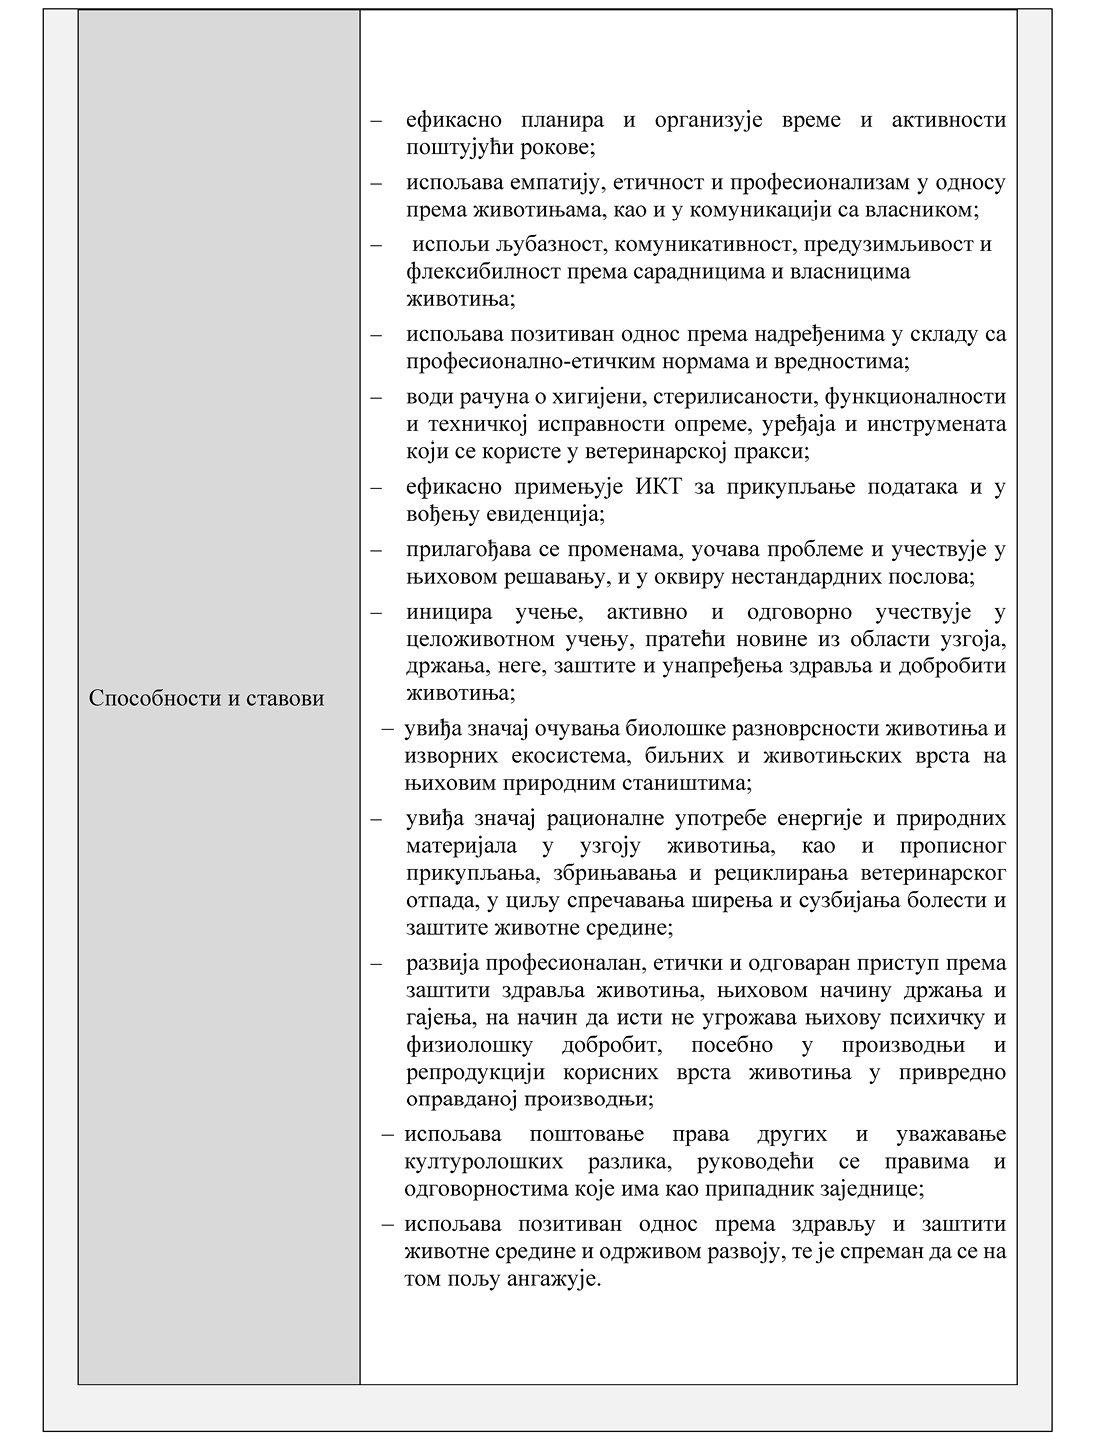 Способности и ставови
– ефикасно планира и организује време и активности
поштујући рокове;
– испољава емпатију, етичност и професионализам у односу
према животињама, као и у комуникацији са власником;
– испољи љубазност, комуникативност, предузимљивост и
флексибилност према сарадницима и власницима
животиња;
– испољава позитиван однос према надређенима у складу са
професионално-етичким нормама и вредностима;
– води рачуна о хигијени, стерилисаности, функционалности
и техничкој исправности опреме, уређаја и инструмената
који се користе у ветеринарској пракси;
– ефикасно примењује ИКТ за прикупљање података и у
вођењу евиденција;
– прилагођава се променама, уочава проблеме и учествује у
њиховом решавању, и у оквиру нестандардних послова;
– иницира учење, активно и одговорно учествује у
целоживотном учењу, пратећи новине из области узгоја,
држања, неге, заштите и унапређења здравља и добробити
животиња;
– увиђа значај очувања биолошке разноврсности животиња и
изворних екосистема, биљних и животињских врста на
њиховим природним стаништима;
– увиђа значај рационалне употребе енергије и природних
материјала у узгоју животиња, као и прописног
прикупљања, збрињавања и рециклирања ветеринарског
отпада, у циљу спречавања ширења и сузбијања болести и
заштите животне средине;
– развија професионалан, етички и одговаран приступ према
заштити здравља животиња, њиховом начину држања и
гајења, на начин да исти не угрожава њихову психичку и
физиолошку добробит, посебно у производњи и
репродукцији корисних врста животиња у привредно
оправданој производњи;
– испољава поштовање права других и уважавање
културолошких разлика, руководећи се правима и
одговорностима које има као припадник заједнице;
– испољава позитиван однос према здрављу и заштити
животне средине и одрживом развоју, те је спреман да се на
том пољу ангажује.